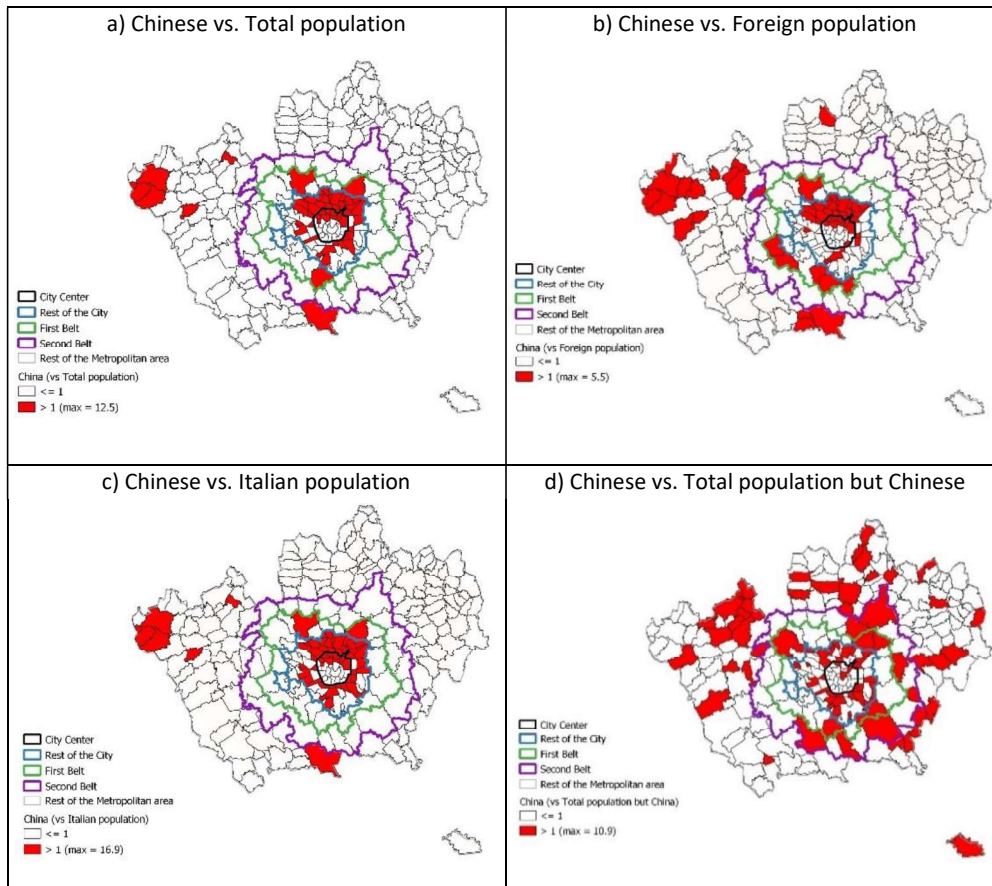 a) Chinese vs. Total population
City Center
Rest of the City
First Belt
Second Belt
Rest of the Metropolitan area
China (vs Total population)
<= 1
> 1 (max = 12.5)
b) Chinese vs. Foreign population
City Center
Rest of the City
First Belt
Second Belt
Rest of the Metropolitan area
China (vs Foreign population)
<= 1
> 1 (max = 5.5)
c) Chinese vs. Italian population
City Center
Rest of the City
First Belt
Second Belt
Rest of the Metropolitan area
China (vs Italian population)
<= 1
> 1 (max = 16.9)
d) Chinese vs. Total population but Chinese
City Center
Rest of the City
First Belt
Second Belt
Rest of the Metropolitan area
China (vs Total population but China)
<= 1
> 1 (max = 10.9)